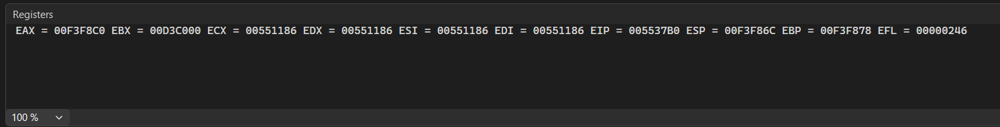 Registers
EAX = 00F3F8C0 EBX = 00D3C000 ECX = 00551186 EDX = 00551186 ESI = 00551186 EDI = 00551186 EIP = 005537B0 ESP = 00F3F86C EBP = 00F3F878 EFL = 00000246
100 %